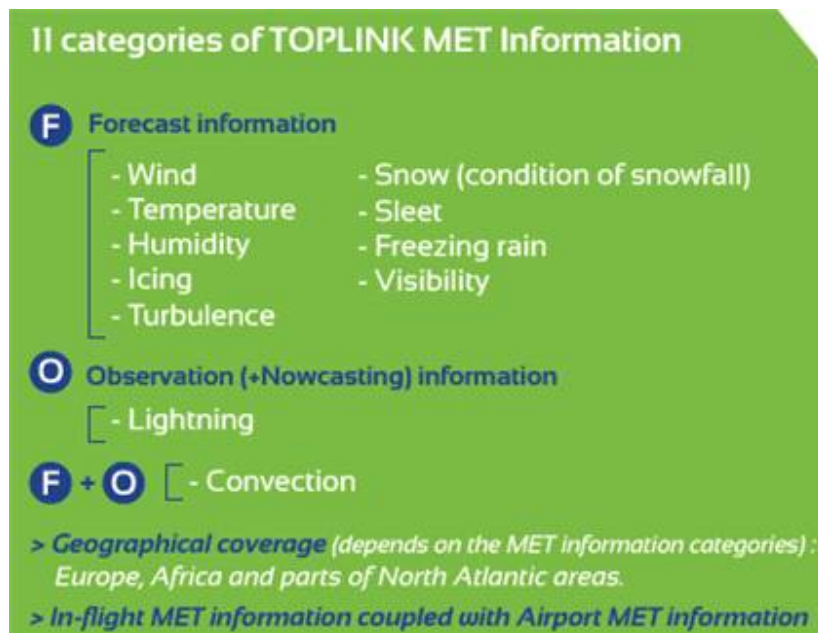 11 categories of TOPLINK MET Information
F Forecast information
- Wind
- Temperature
- Humidity
- Icing
- Turbulence
- Snow (condition of snowfall)
- Sleet
- Freezing rain
- Visibility
O Observation (+Nowcasting) information
- Lightning
F + O - Convection
> Geographical coverage (depends on the MET information categories) :
Europe, Africa and parts of North Atlantic areas.
> In-flight MET information coupled with Airport MET information